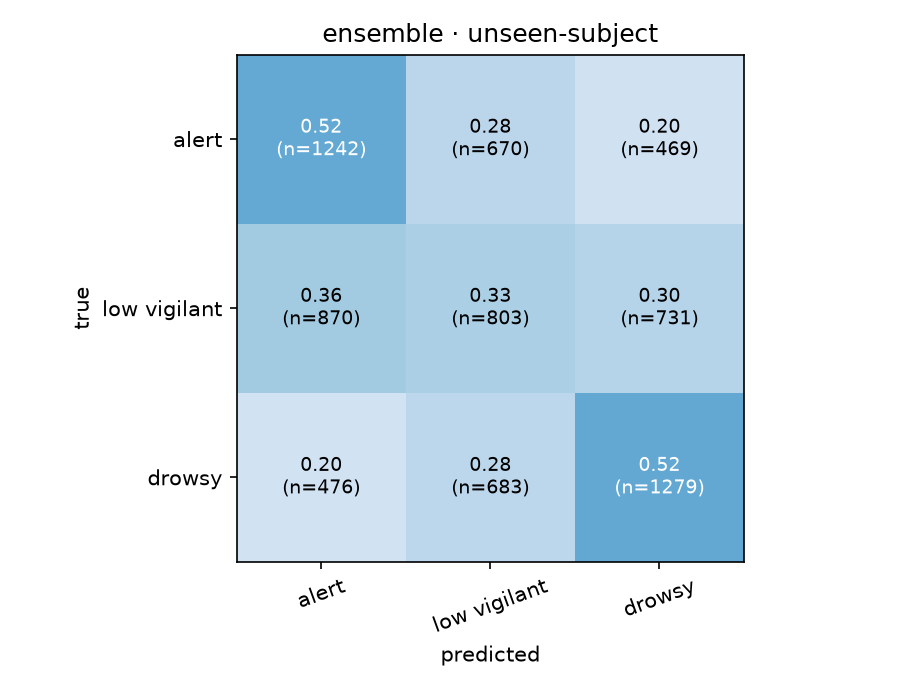 ensemble · unseen-subject
true
alert
0.52
(n=1242)
0.28
(n=670)
0.20
(n=469)
low vigilant
0.36
(n=870)
0.33
(n=803)
0.30
(n=731)
drowsy
0.20
(n=476)
0.28
(n=683)
0.52
(n=1279)
alert
low vigilant
drowsy
predicted